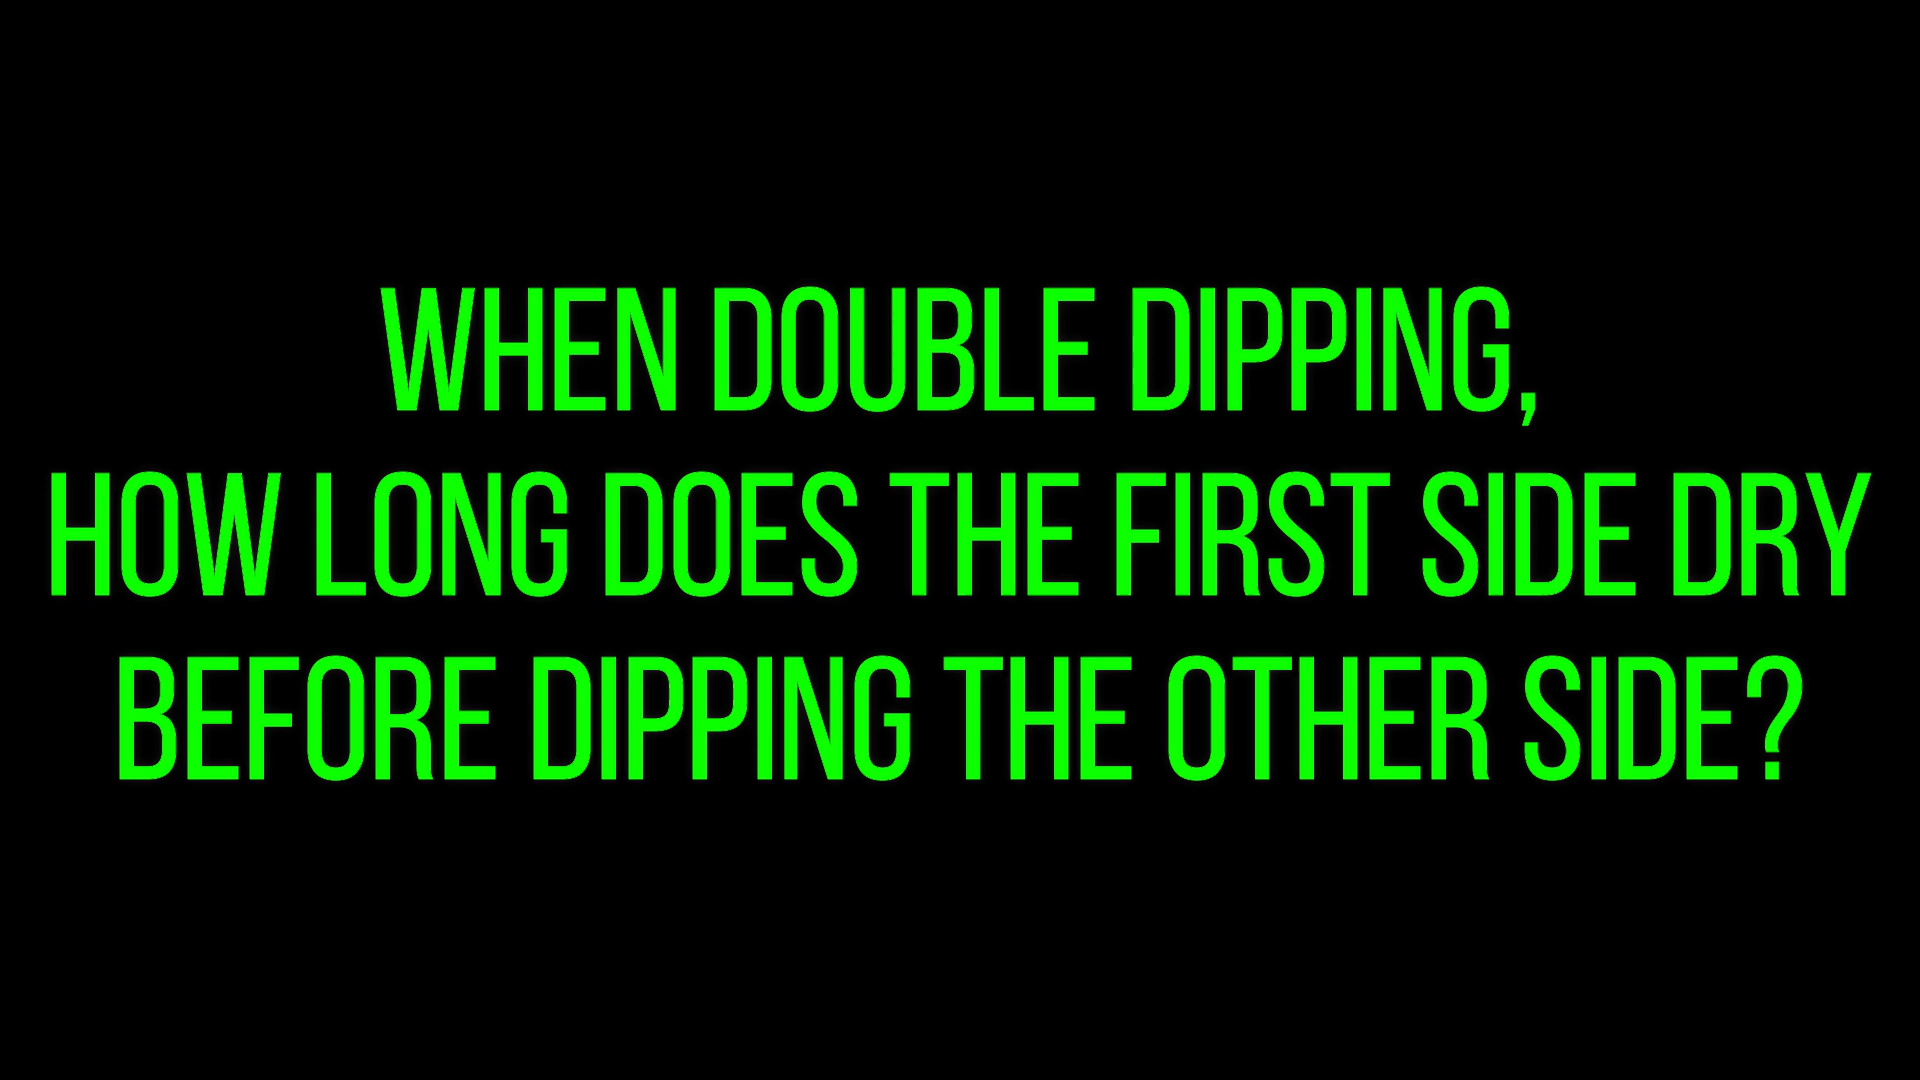 WHEN DOUBLE DIPPING,
HOW LONG DOES THE FIRST SIDE DRY
BEFORE DIPPING THE OTHER SIDE?